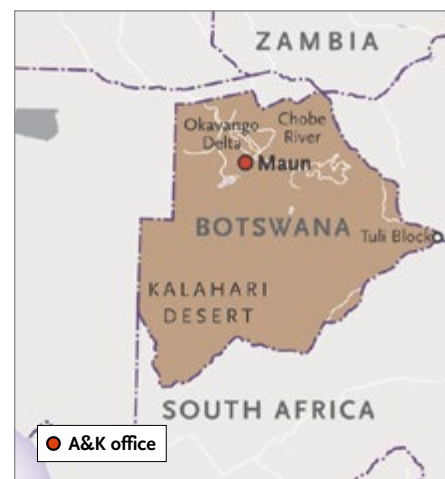 ZAMBIA
Okavango
Delta
Chobe
River
Maun
BOTSWANA
Tuli Block
KALAHARI
DESERT
SOUTH AFRICA
A&K office